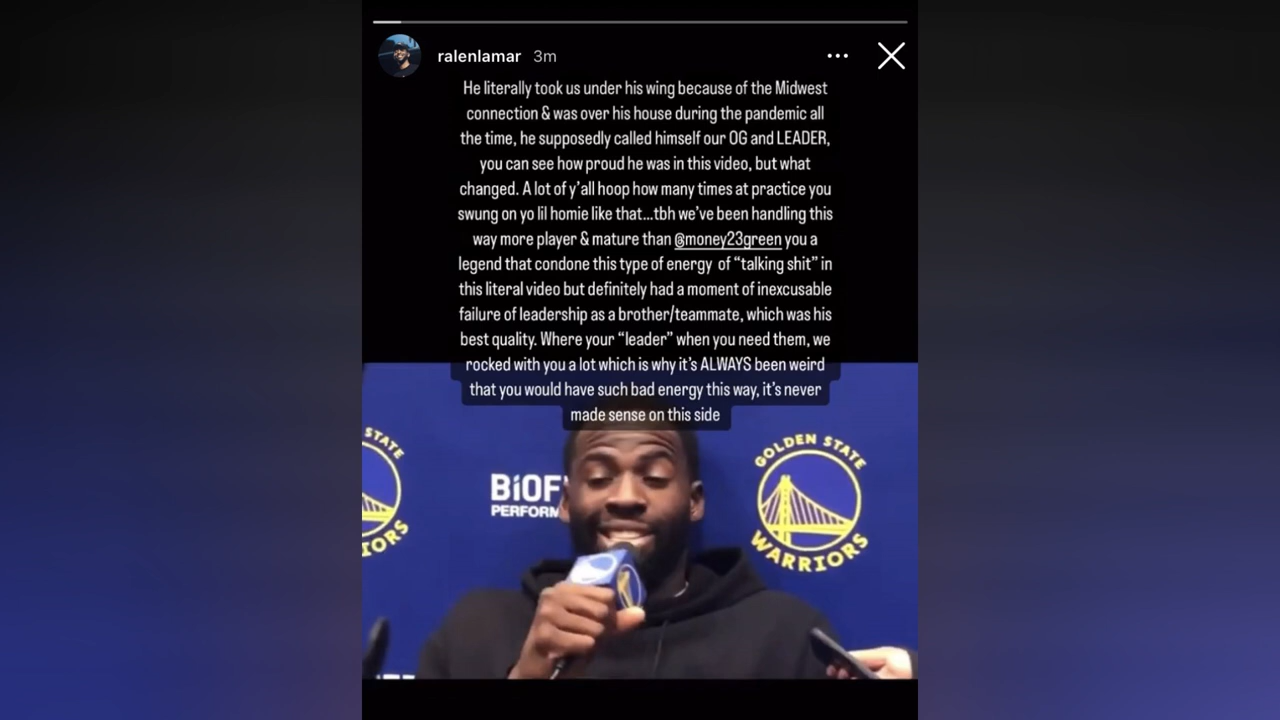 ralenlamar 3m
He literally took us under his wing because of the Midwest
connection & was over his house during the pandemic all
the time, he supposedly called himself our OG and LEADER,
you can see how proud he was in this video, but what
changed. A lot of y'all hoop how many times at practice you
swung on yo lil homie like that...tbh we've been handling this
way more player & mature than @money23green you a
legend that condone this type of energy of “talking shit” in
this literal video but definitely had a moment of inexcusable
failure of leadership as a brother/teammate, which was his
best quality. Where your “leader” when you need them, we
rocked with you a lot which is why it's ALWAYS been weird
that you would have such bad energy this way, it's never
made sense on this side
STATE
IORS
BiOF
PERFORM
GOLDEN STATE
WARRIORS